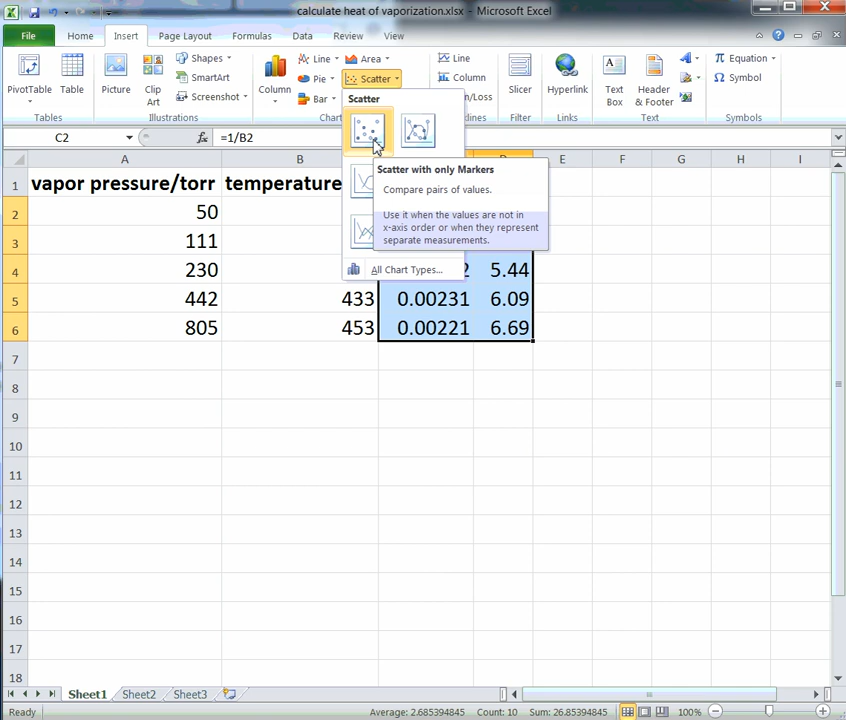 calculate heat of vaporization.xlsx - Microsoft Excel
File Home Insert Page Layout Formulas Data Review View
PivotTable Table Picture Clip Art Shapes SmartArt Screenshot Column Line Pie Bar Area Scatter Line Column Slicer Hyperlink Text Box Header & Footer Equation Symbol
n/Loss
Tables Illustrations Filter Links Text Symbols
Scatter
C2 fx =1/B2
Scatter with only Markers
Compare pairs of values.
Use it when the values are not in
x-axis order or when they represent
separate measurements.
All Chart Types...
A B E F G H I
1 vapor pressure/torr temperature
2 50
3 111
4 230 2 5.44
5 442 433 0.00231 6.09
6 805 453 0.00221 6.69
7
8
9
10
11
12
13
14
15
16
17
18
Sheet1 Sheet2 Sheet3
Ready Average: 2.685394845 Count: 10 Sum: 26.85394845 100%